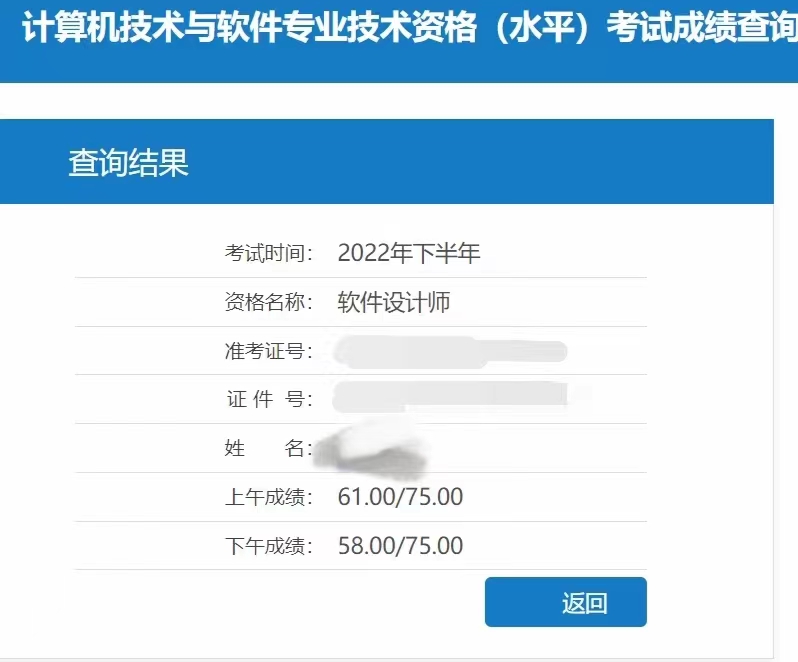 计算机技术与软件专业技术资格（水平）考试成绩查询
查询结果
考试时间： 2022年下半年
资格名称： 软件设计师
准考证号：
证 件 号：
姓 名：
上午成绩： 61.00/75.00
下午成绩： 58.00/75.00
返回